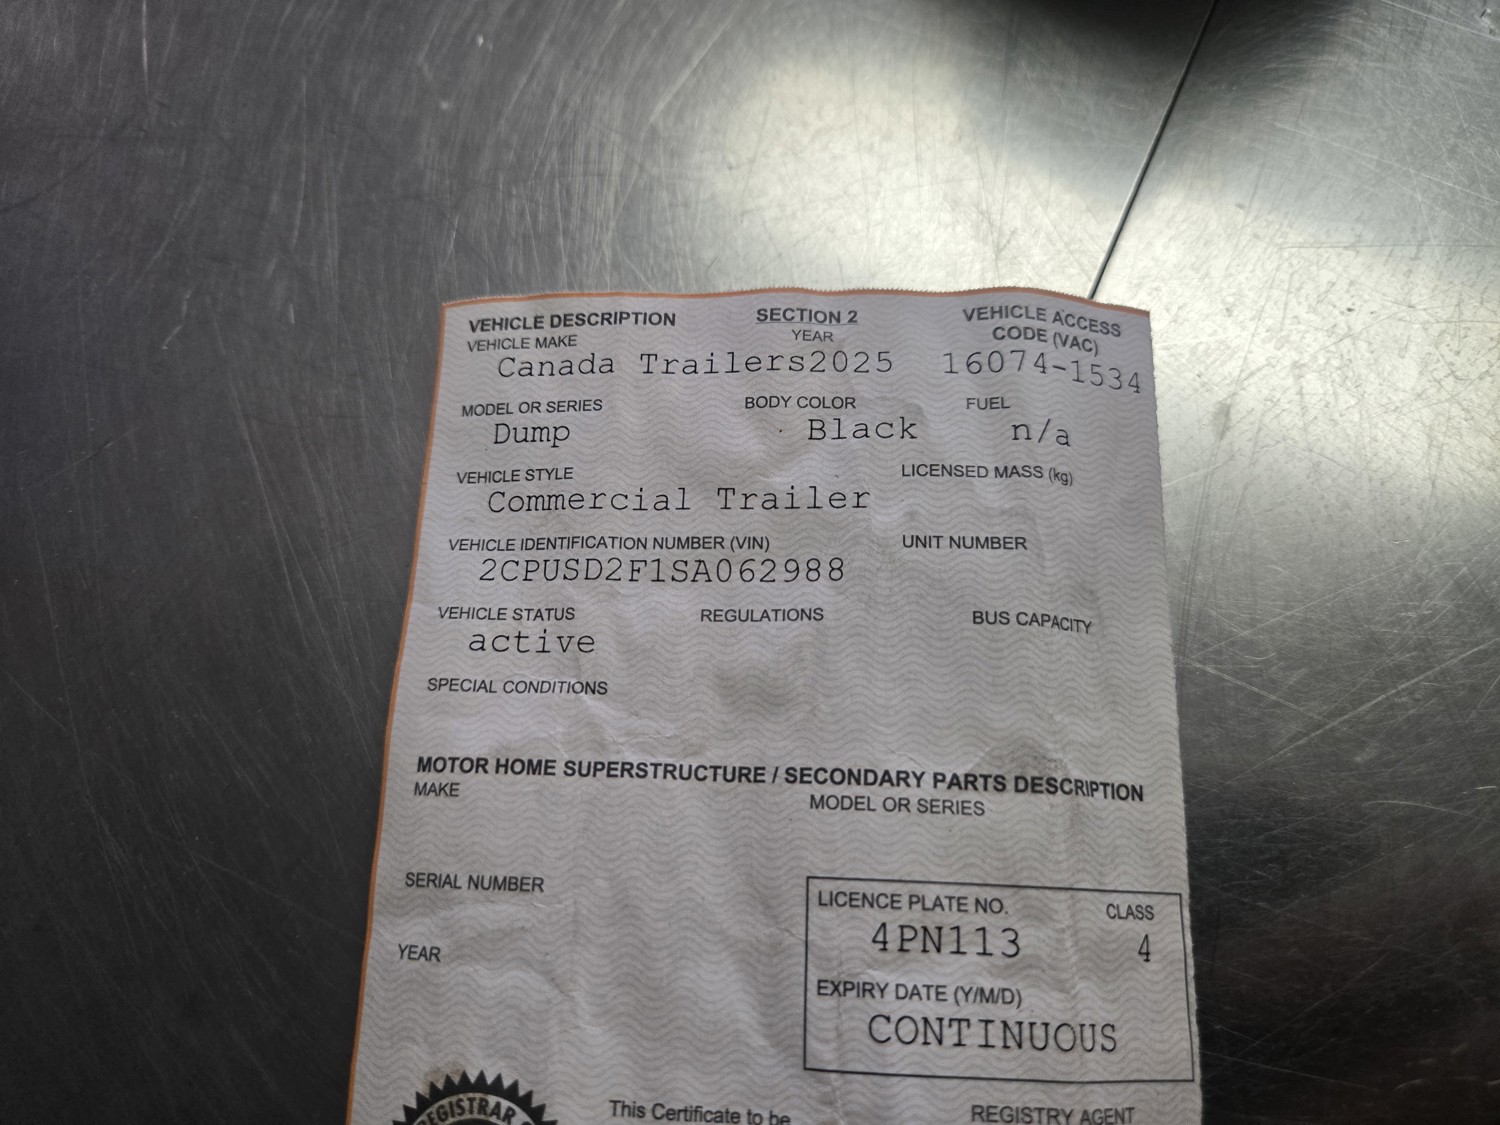 VEHICLE DESCRIPTION SECTION 2 VEHICLE ACCESS
VEHICLE MAKE YEAR CODE (VAC)
Canada Trailers2025 16074-1534
MODEL OR SERIES BODY COLOR FUEL
Dump Black n/a
VEHICLE STYLE LICENSED MASS (kg)
Commercial Trailer
VEHICLE IDENTIFICATION NUMBER (VIN) UNIT NUMBER
2CPUSD2F1SA062988
VEHICLE STATUS REGULATIONS BUS CAPACITY
active
SPECIAL CONDITIONS
MOTOR HOME SUPERSTRUCTURE / SECONDARY PARTS DESCRIPTION
MAKE MODEL OR SERIES
SERIAL NUMBER
LICENCE PLATE NO. CLASS
4PN113 4
YEAR
EXPIRY DATE (Y/M/D)
CONTINUOUS
REGISTRAR
This Certificate to be REGISTRY AGENT